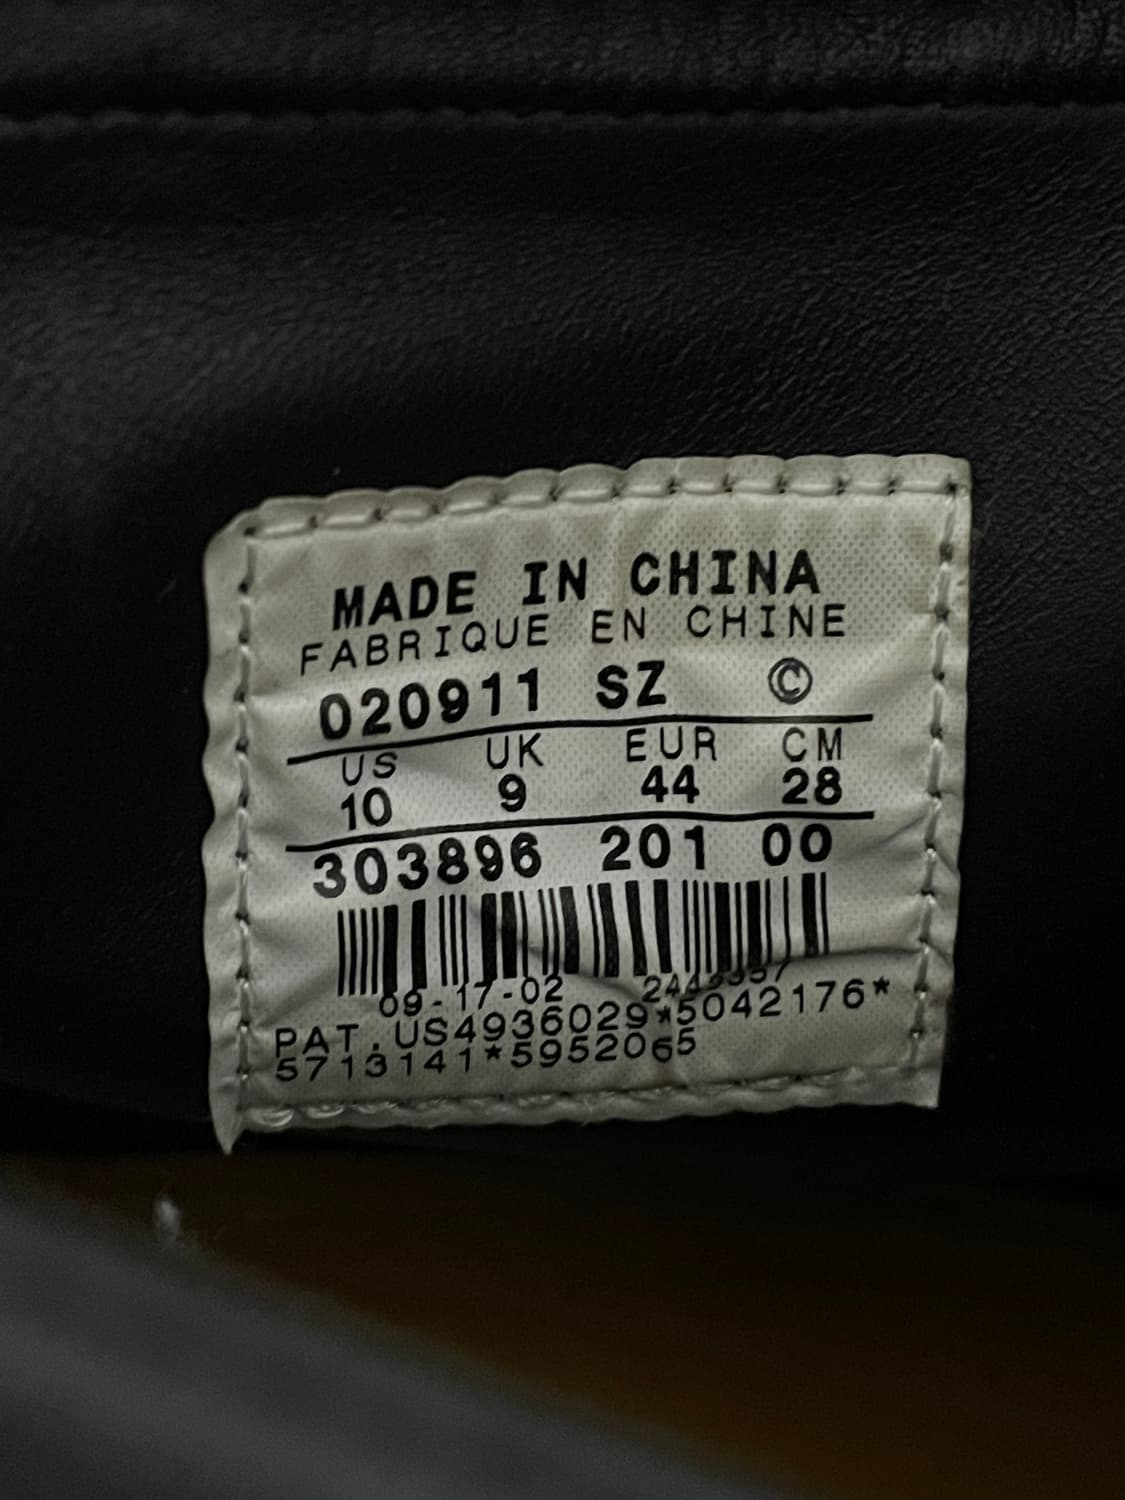 MADE IN CHINA
FABRIQUE EN CHINE
020911 SZ ©
US UK EUR CM
10 9 44 28
303896 201 00
09-17-02
PAT.US4936029*5042176*
5713141*5952065